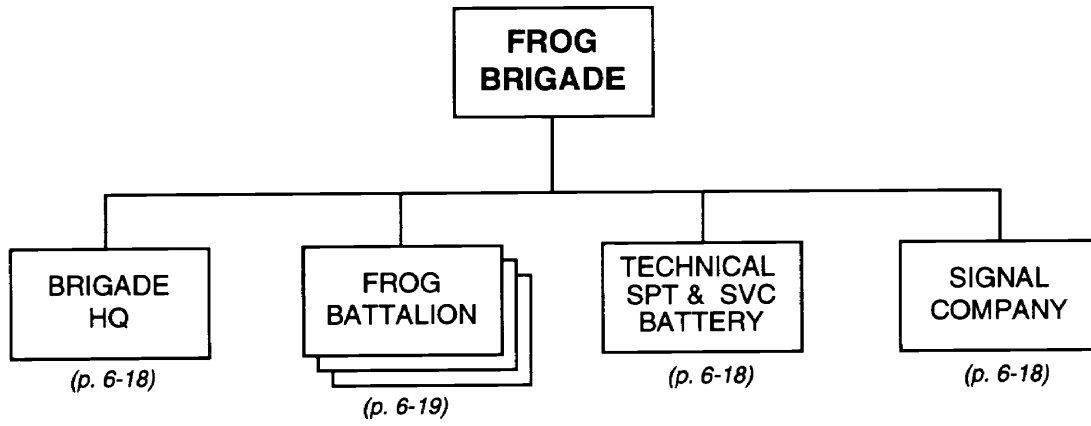 FROG
BRIGADE
BRIGADE
HQ
(p. 6-18)
FROG
BATTALION
(p. 6-19)
TECHNICAL
SPT & SVC
BATTERY
(p. 6-18)
SIGNAL
COMPANY
(p. 6-18)